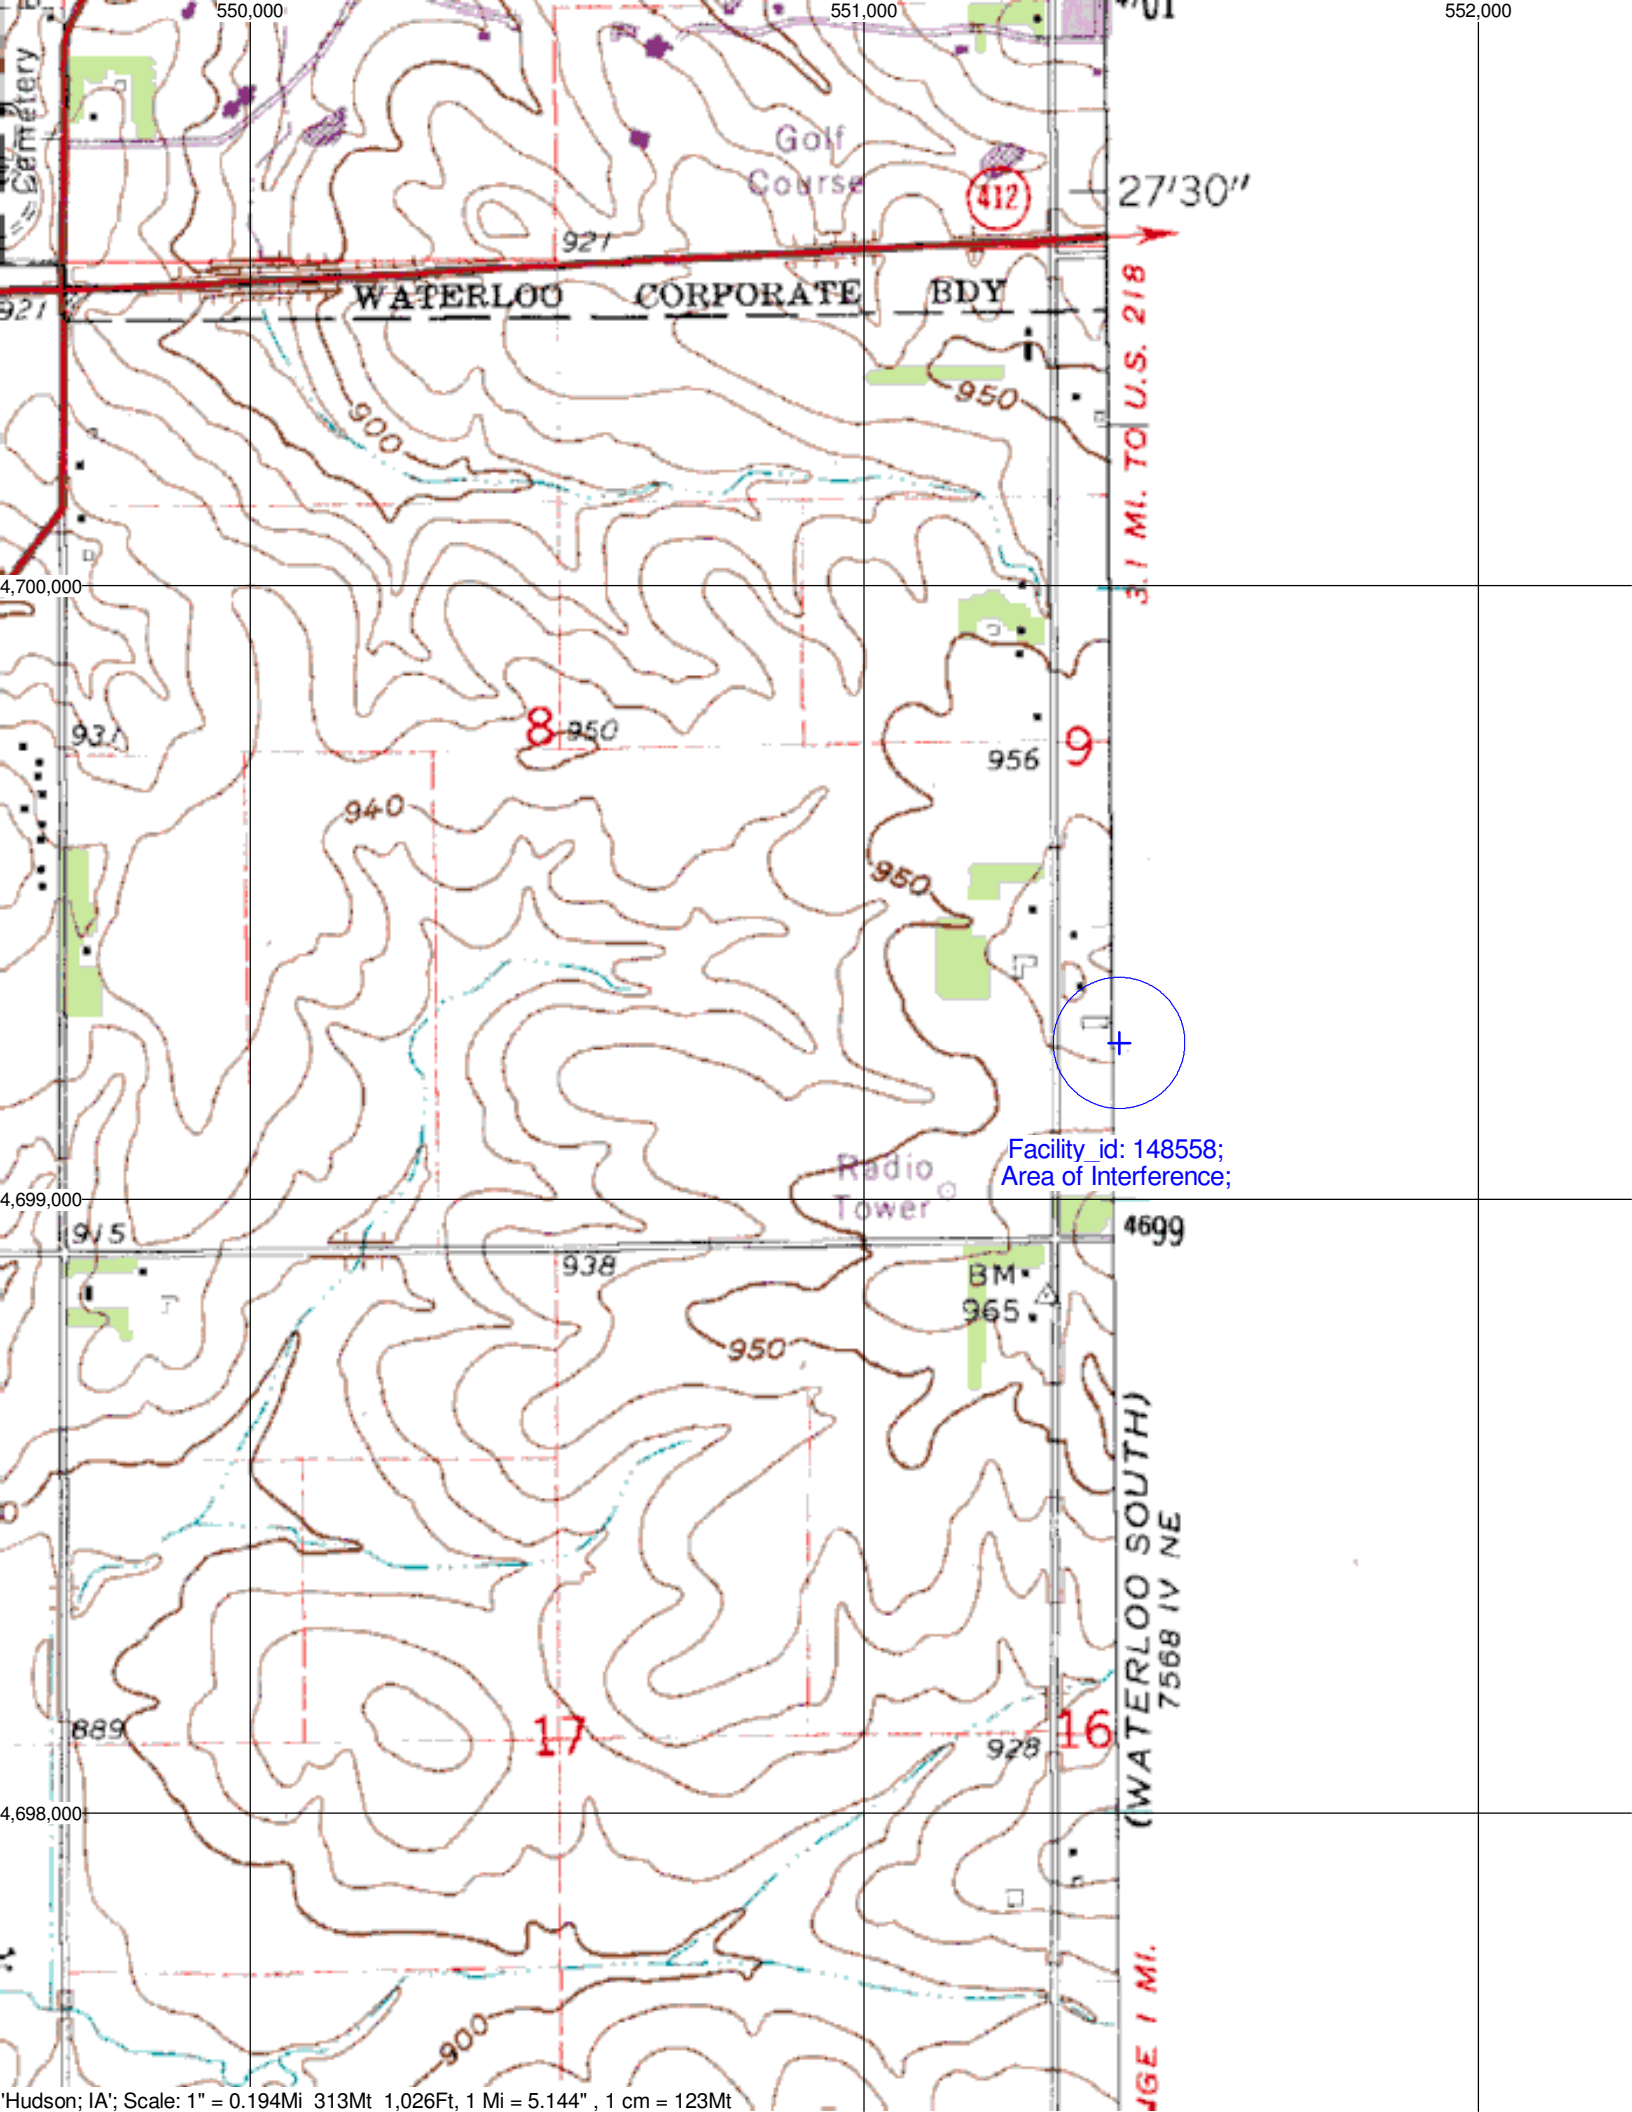 550,000
551,000
552,000
Cemetery
Golf
Course
412
27'30"
921
921
WATERLOO CORPORATE BDY
950
900
3.1 MI. TO U.S. 218
4,700,000
931
8
950
956
9
940
950
Facility_id: 148558;
Area of Interference;
Radio
Tower
4,699,000
915
4699
938
BM
965
950
(WATERLOO SOUTH)
7568 IV NE
889
17
928
16
4,698,000
900
1 MI.
'Hudson; IA'; Scale: 1" = 0.194Mi 313Mt 1,026Ft, 1 Mi = 5.144" , 1 cm = 123Mt